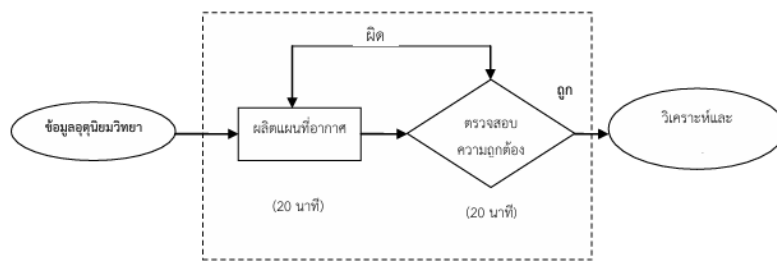 ผิด
ถูก
ข้อมูลอุตุนิยมวิทยา
ผลิตแผนที่อากาศ
ตรวจสอบ
ความถูกต้อง
วิเคราะห์และ
(20 นาที)
(20 นาที)